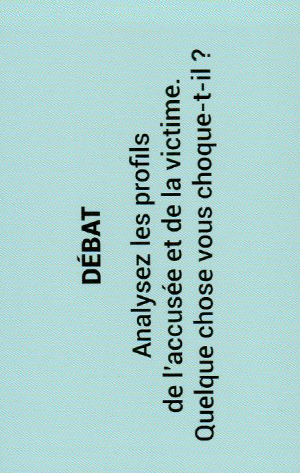 DÉBAT
Analysez les profils
de l'accusée et de la victime.
Quelque chose vous choque-t-il ?